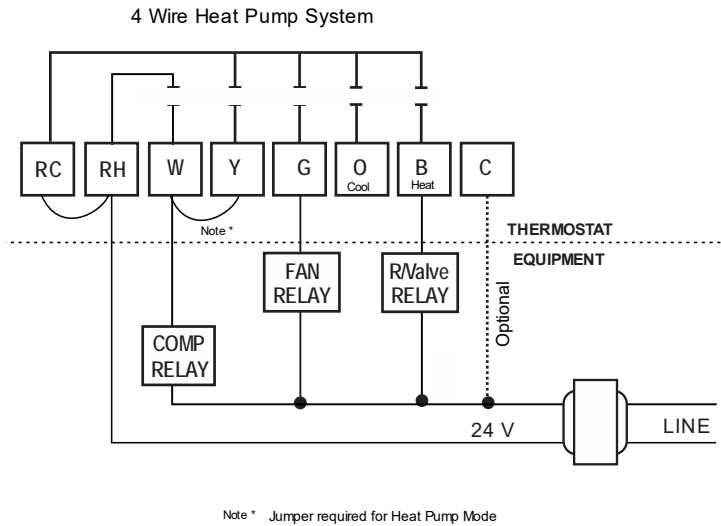 4 Wire Heat Pump System
RC RH W Y G O B C
Cool Heat
Note *
THERMOSTAT
EQUIPMENT
FAN
RELAY
R/Valve
RELAY
Optional
COMP
RELAY
24 V
LINE
Note * Jumper required for Heat Pump Mode